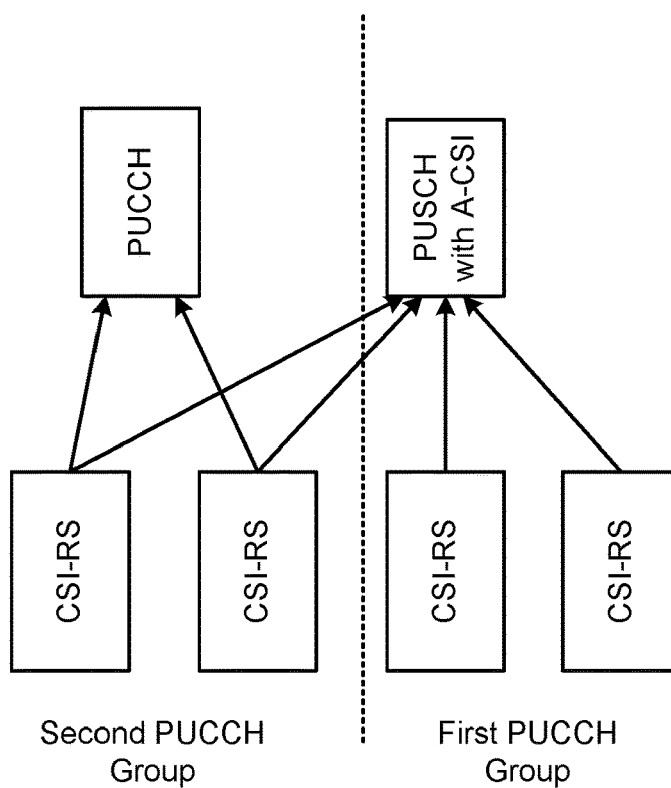 PUCCH
PUSCH
with A-CSI
CSI-RS
CSI-RS
CSI-RS
CSI-RS
Second PUCCH
Group
First PUCCH
Group